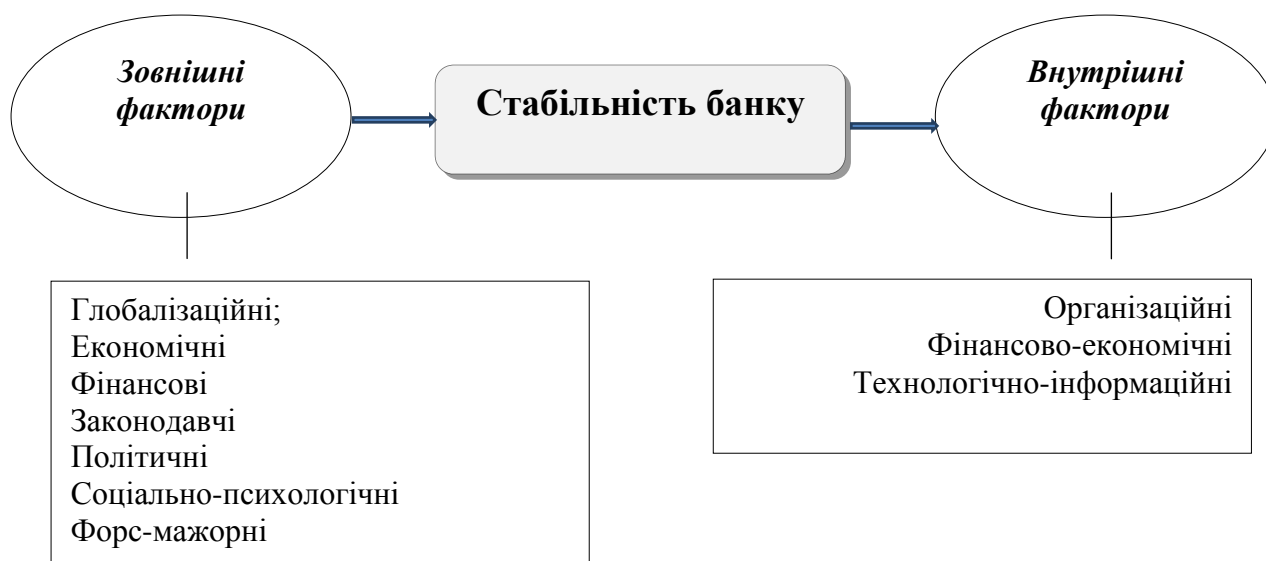 Зовнішні
фактори
Стабільність банку
Внутрішні
фактори
Глобалізаційні;
Економічні
Фінансові
Законодавчі
Політичні
Соціально-психологічні
Форс-мажорні
Організаційні
Фінансово-економічні
Технологічно-інформаційні